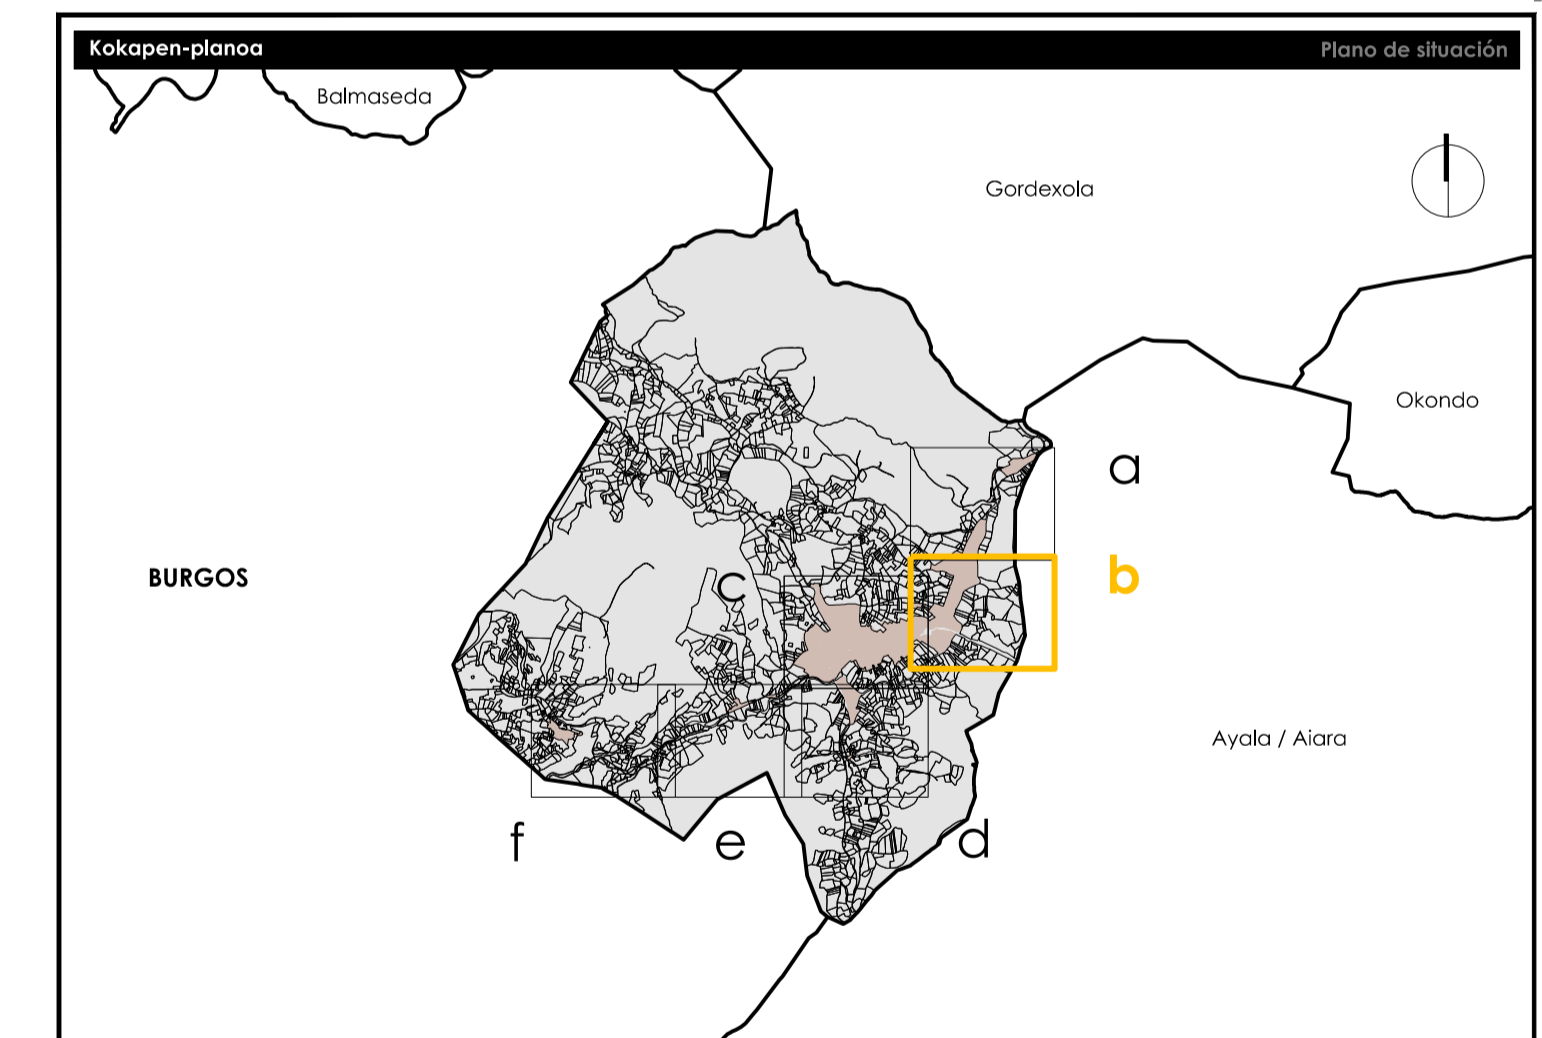 Kokapen-planoa
Plano de situación
Balmaseda
Gordexola
Okondo
a
BURGOS
b
c
Ayala / Aiara
f
e
d